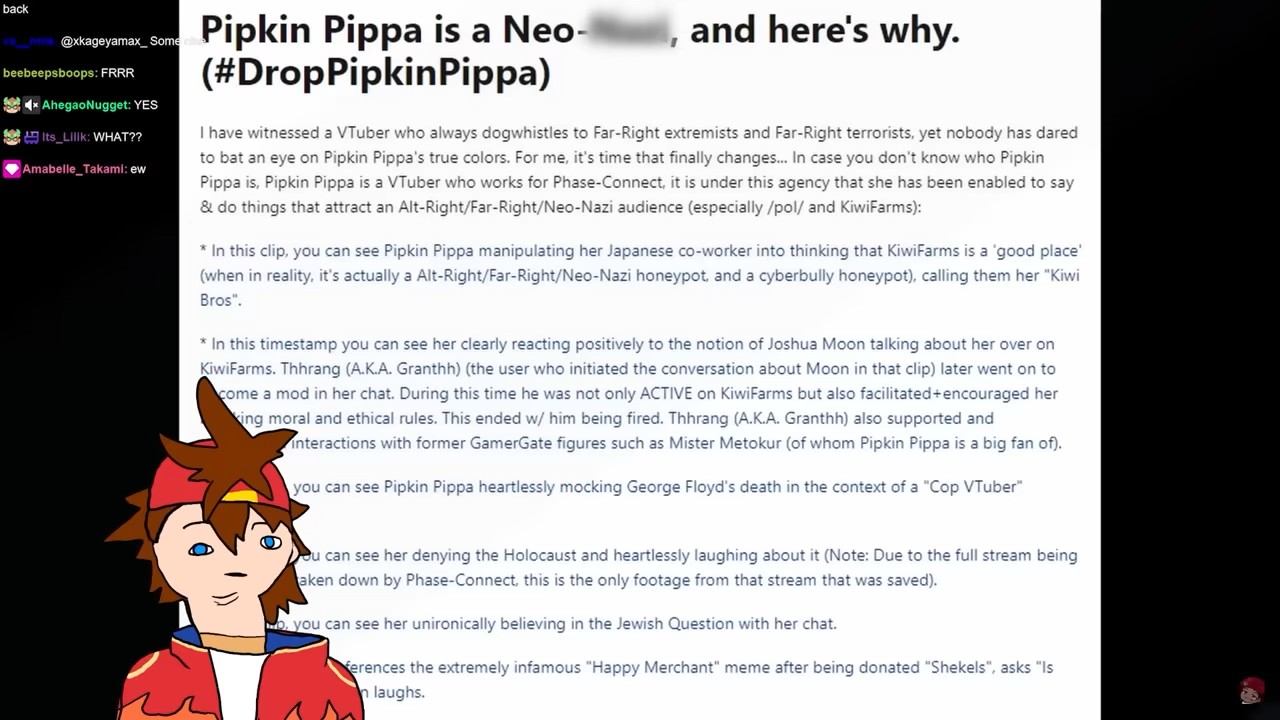 back
@xkageyamax_ Some
beebeepsboops: FRRR
AhegaoNugget: YES
Its_Lilik: WHAT??
Amabelle_Takami: ew
Pipkin Pippa is a Neo- , and here's why.
(#DropPipkinPippa)
I have witnessed a VTuber who always dogwhistles to Far-Right extremists and Far-Right terrorists, yet nobody has dared
to bat an eye on Pipkin Pippa's true colors. For me, it's time that finally changes... In case you don't know who Pipkin
Pippa is, Pipkin Pippa is a VTuber who works for Phase-Connect, it is under this agency that she has been enabled to say
& do things that attract an Alt-Right/Far-Right/Neo-Nazi audience (especially /pol/ and KiwiFarms):
* In this clip, you can see Pipkin Pippa manipulating her Japanese co-worker into thinking that KiwiFarms is a 'good place'
(when in reality, it's actually a Alt-Right/Far-Right/Neo-Nazi honeypot, and a cyberbully honeypot), calling them her "Kiwi
Bros".
* In this timestamp you can see her clearly reacting positively to the notion of Joshua Moon talking about her over on
KiwiFarms. Thhrang (A.K.A. Granthh) (the user who initiated the conversation about Moon in that clip) later went on to
come a mod in her chat. During this time he was not only ACTIVE on KiwiFarms but also facilitated+encouraged her
king moral and ethical rules. This ended w/ him being fired. Thhrang (A.K.A. Granthh) also supported and
interactions with former GamerGate figures such as Mister Metokur (of whom Pipkin Pippa is a big fan of).
you can see Pipkin Pippa heartlessly mocking George Floyd's death in the context of a "Cop VTuber"
ou can see her denying the Holocaust and heartlessly laughing about it (Note: Due to the full stream being
aken down by Phase-Connect, this is the only footage from that stream that was saved).
you can see her unironically believing in the Jewish Question with her chat.
ferences the extremely infamous "Happy Merchant" meme after being donated "Shekels", asks "Is
n laughs.